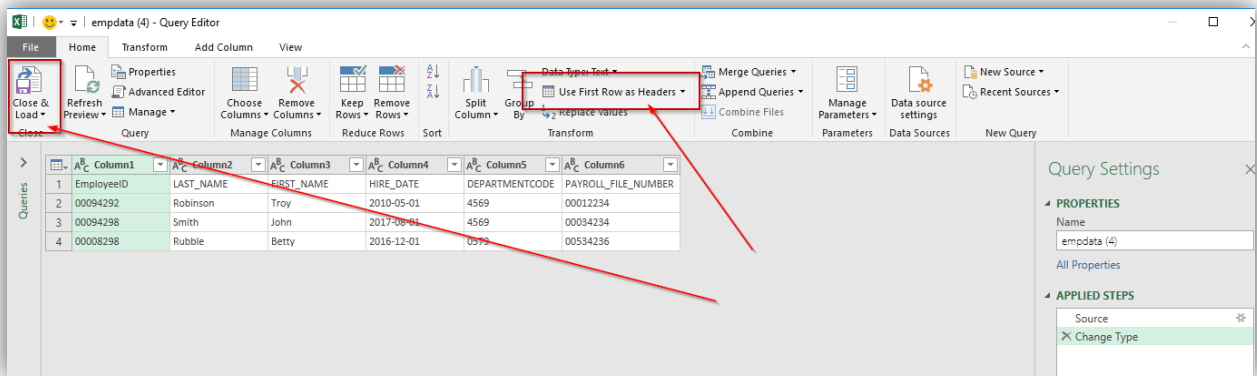 empdata (4) - Query Editor
File Home Transform Add Column View
Close & Load
Refresh Preview
Properties
Advanced Editor
Manage
Choose Columns
Remove Columns
Keep Rows
Remove Rows
Split Column
Group By
Data Type: Text
Use First Row as Headers
Replace Values
Merge Queries
Append Queries
Combine Files
Manage Parameters
Data source settings
New Source
Recent Sources
Close Query Manage Columns Reduce Rows Sort Transform Combine Parameters Data Sources New Query
Queries
Column1 Column2 Column3 Column4 Column5 Column6
1 EmployeeID LAST_NAME FIRST_NAME HIRE_DATE DEPARTMENTCODE PAYROLL_FILE_NUMBER
2 00094292 Robinson Troy 2010-05-01 4569 00012234
3 00094298 Smith John 2017-08-01 4569 00034234
4 00008298 Rubble Betty 2016-12-01 0579 00534236
Query Settings
PROPERTIES
Name
empdata (4)
All Properties
APPLIED STEPS
Source
Change Type